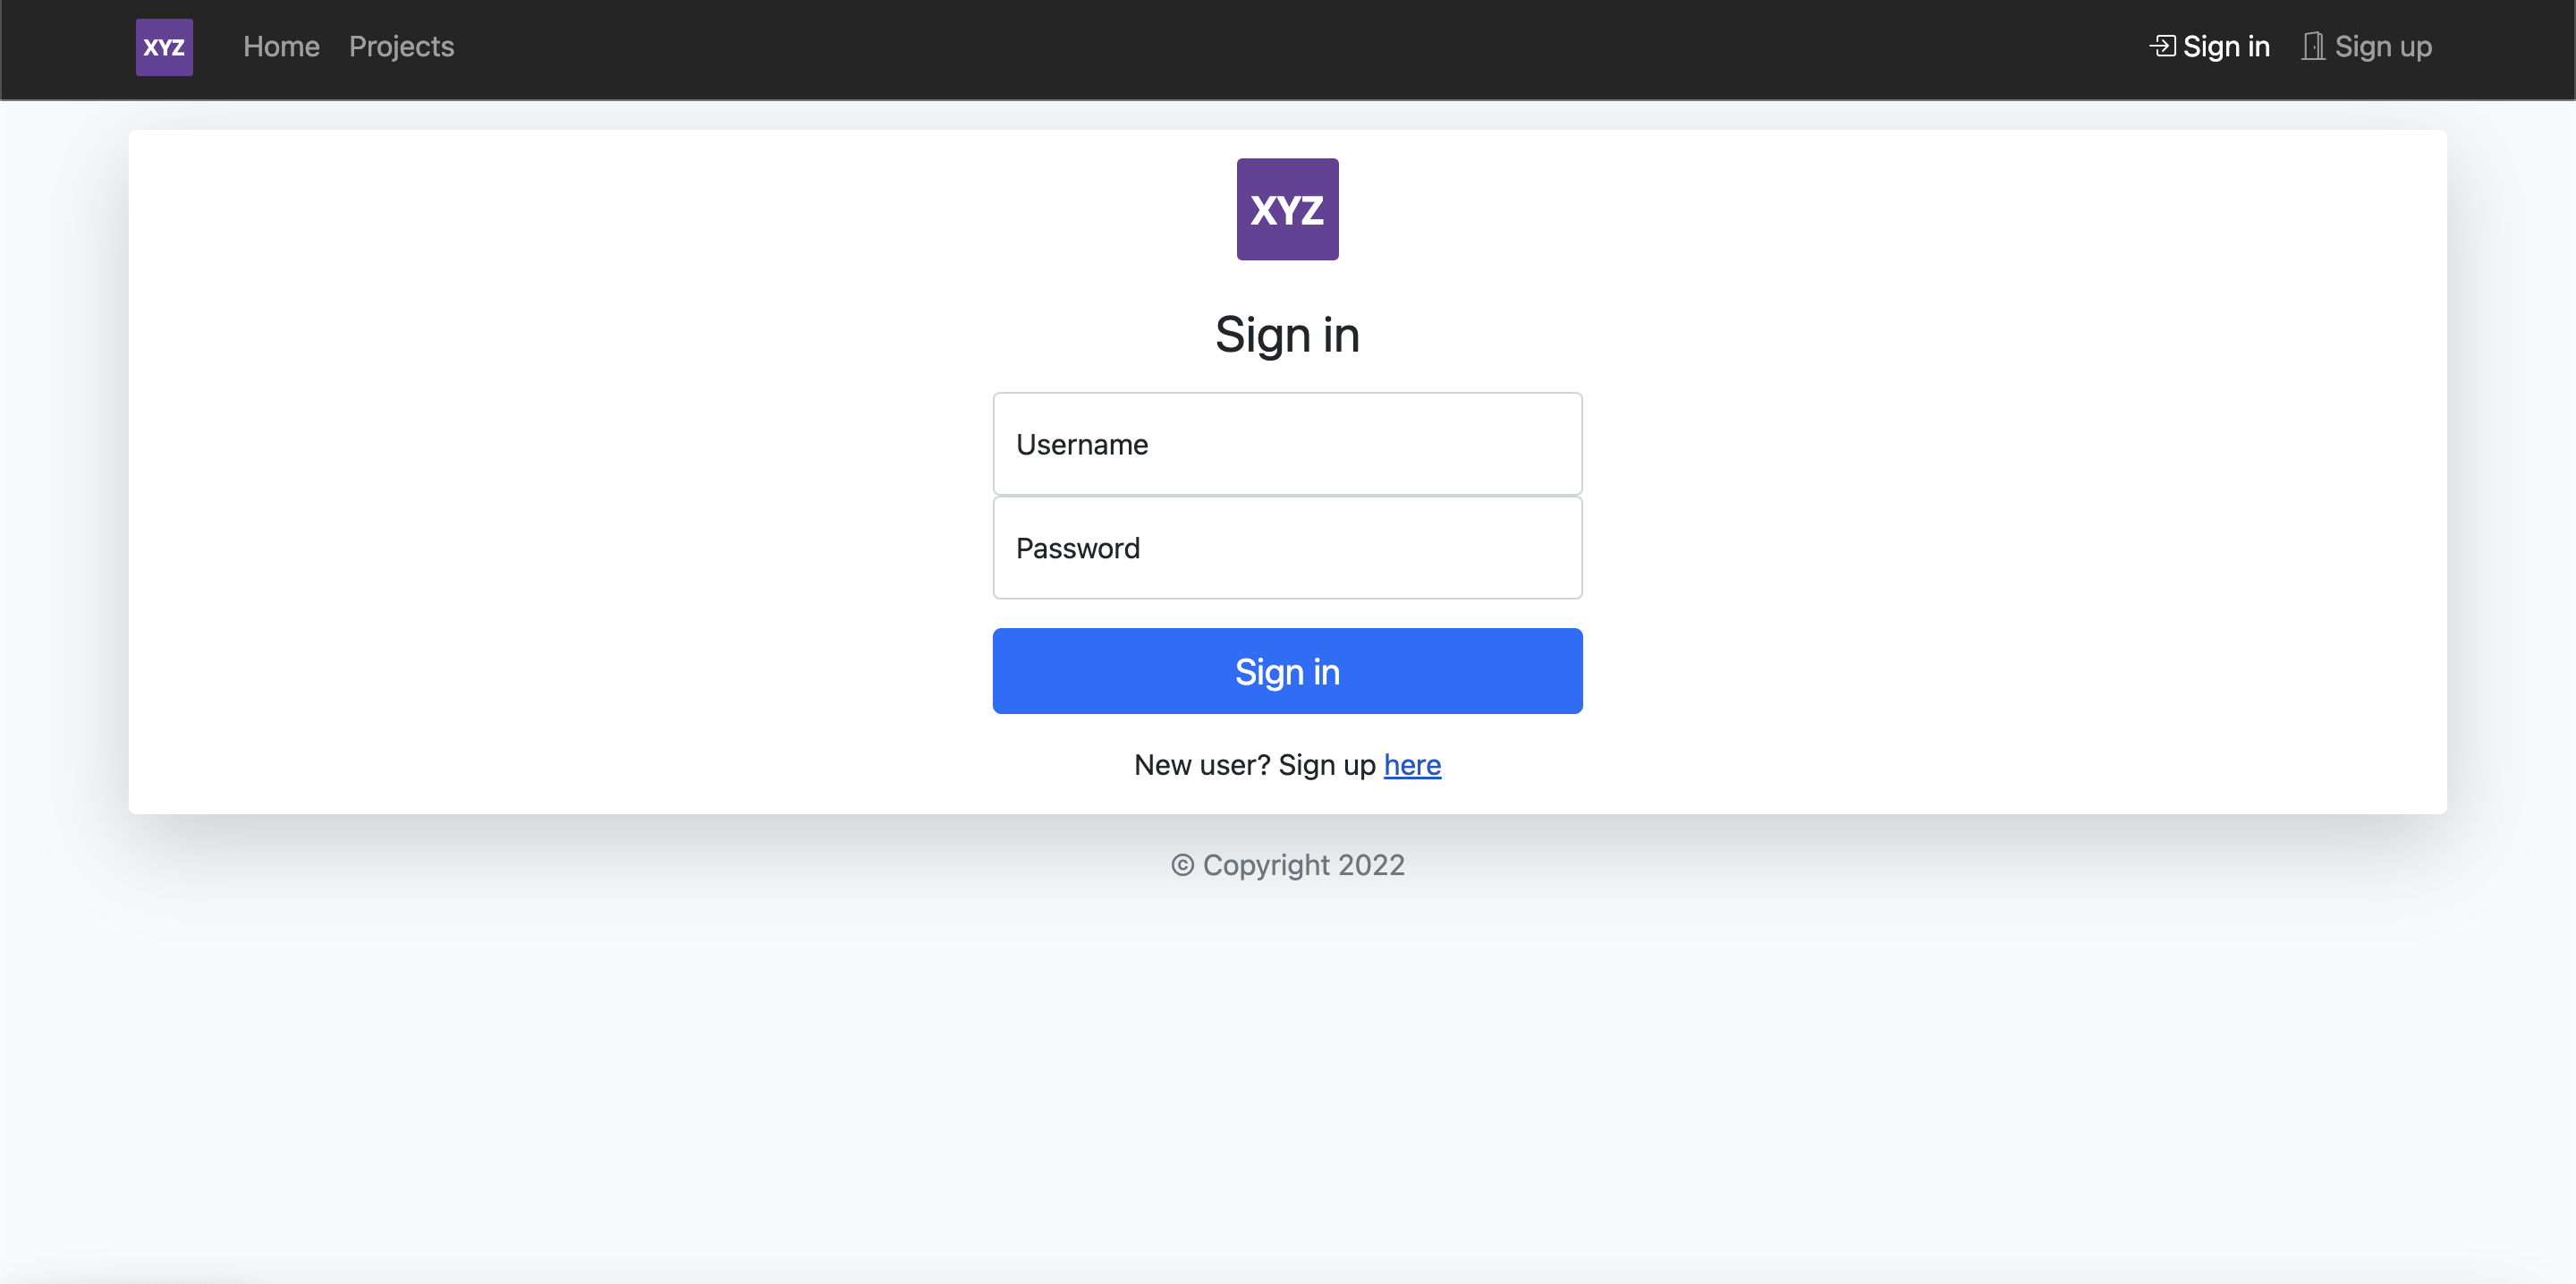 XYZ Home Projects Sign in Sign up
XYZ
Sign in
Username
Password
Sign in
New user? Sign up here
© Copyright 2022